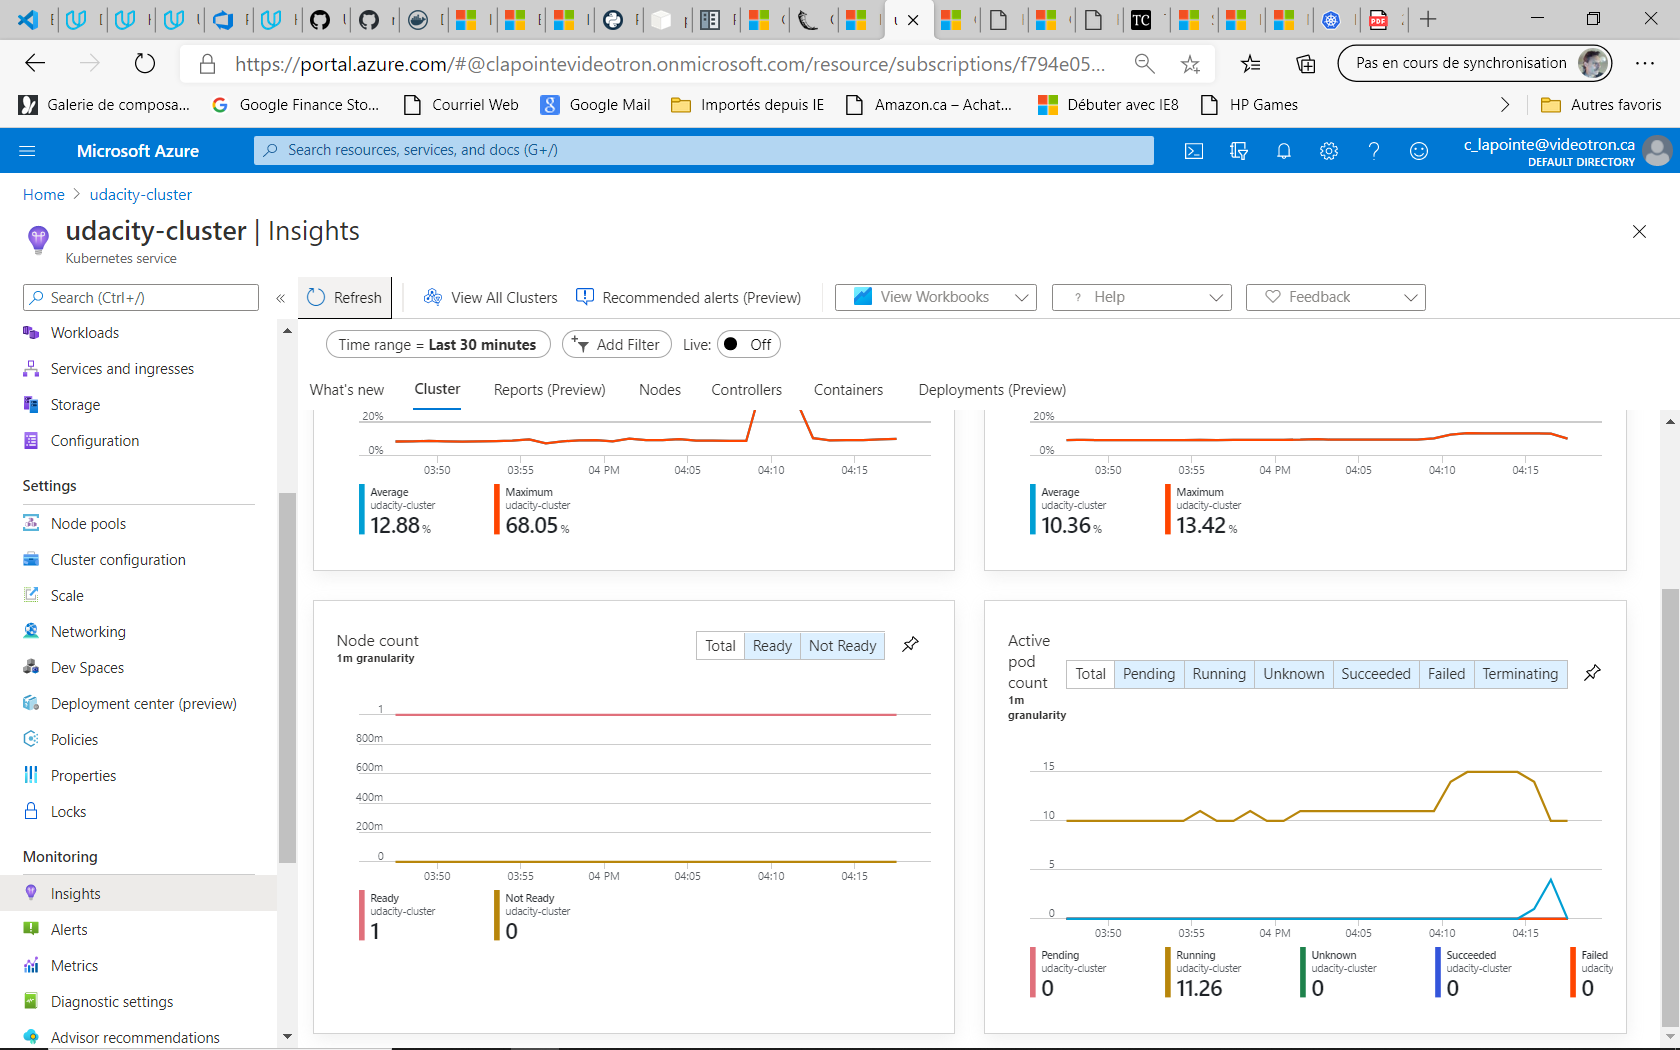 https://portal.azure.com/#@clapointevideotron.onmicrosoft.com/resource/subscriptions/f794e05...
Pas en cours de synchronisation
Galerie de composa...
Google Finance Sto...
Courriel Web
Google Mail
Importés depuis IE
Amazon.ca – Achat...
Débuter avec IE8
HP Games
Autres favoris
Microsoft Azure
Search resources, services, and docs (G+/)
c_lapointe@videotron.ca
DEFAULT DIRECTORY
Home > udacity-cluster
udacity-cluster | Insights
Kubernetes service
Search (Ctrl+/)
«
Workloads
Services and ingresses
Storage
Configuration
Settings
Node pools
Cluster configuration
Scale
Networking
Dev Spaces
Deployment center (preview)
Policies
Properties
Locks
Monitoring
Insights
Alerts
Metrics
Diagnostic settings
Advisor recommendations
Refresh
View All Clusters
Recommended alerts (Preview)
View Workbooks
? Help
Feedback
Time range = Last 30 minutes
Add Filter
Live: Off
What's new
Cluster
Reports (Preview)
Nodes
Controllers
Containers
Deployments (Preview)
20%
0%
03:50 03:55 04 PM 04:05 04:10 04:15
Average
udacity-cluster
12.88 %
Maximum
udacity-cluster
68.05 %
20%
0%
03:50 03:55 04 PM 04:05 04:10 04:15
Average
udacity-cluster
10.36 %
Maximum
udacity-cluster
13.42 %
Node count
1m granularity
Total Ready Not Ready
1
800m
600m
400m
200m
0
03:50 03:55 04 PM 04:05 04:10 04:15
Ready
udacity-cluster
1
Not Ready
udacity-cluster
0
Active
pod
count
1m
granularity
Total Pending Running Unknown Succeeded Failed Terminating
15
10
5
0
03:50 03:55 04 PM 04:05 04:10 04:15
Pending
udacity-cluster
0
Running
udacity-cluster
11.26
Unknown
udacity-cluster
0
Succeeded
udacity-cluster
0
Failed
udacity
0